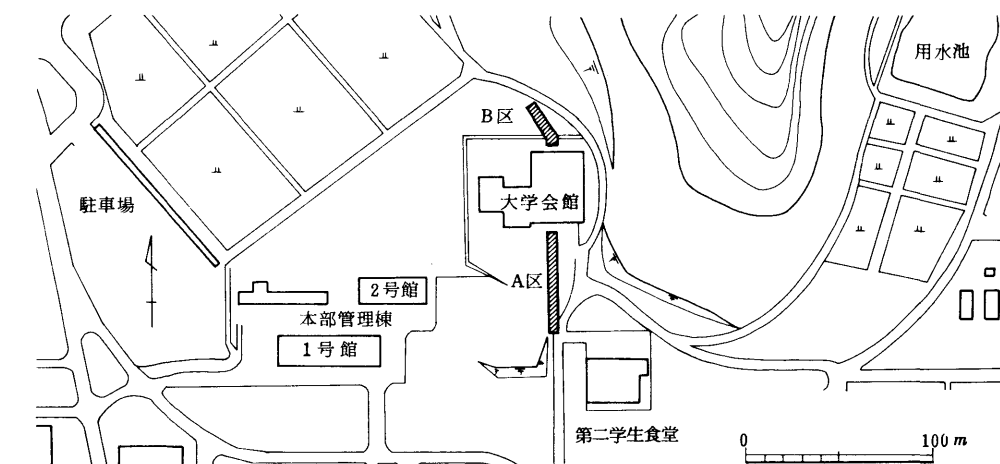 用水池
B区
大学会館
駐車場
A区
2号館
本部管理棟
1号館
第二学生食堂
0 100 m